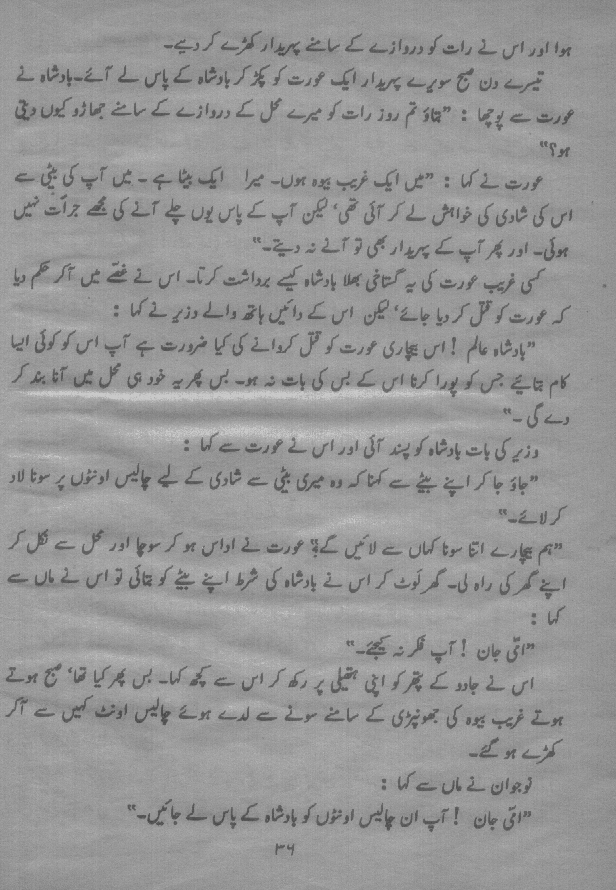 ہوا اور اس نے رات کو دروازے کے سامنے پہریدار کھڑے کر دیے۔
تیسرے دن صبح سویرے پہریدار ایک عورت کو پکڑ کر بادشاہ کے پاس لے آئے۔ بادشاہ نے
عورت سے پوچھا : "بتاؤ تم روز رات کو میرے محل کے دروازے کے سامنے جھاڑو کیوں دیتی
ہو؟"
عورت نے کہا : "میں ایک غریب بیوہ ہوں۔ میرا ایک بیٹا ہے ۔ میں آپ کی بیٹی سے
اس کی شادی کی خواہش لے کر آئی تھی، لیکن آپ کے پاس یوں چلے آنے کی مجھے جرأت نہیں
ہوئی۔ اور پھر آپ کے پہریدار بھی تو آنے نہ دیتے۔"
کسی غریب عورت کی یہ گستاخی بھلا بادشاہ کیسے برداشت کرتا۔ اس نے غصّے میں آکر حکم دیا
کہ عورت کو قتل کر دیا جائے، لیکن اس کے دائیں ہاتھ والے وزیر نے کہا :
"بادشاہ عالم ! اس بیچاری عورت کو قتل کروانے کی کیا ضرورت ہے آپ اس کو کوئی ایسا
کام بتائیے جس کو پورا کرنا اس کے بس کی بات نہ ہو۔ بس پھر یہ خود ہی محل میں آنا بند کر
دے گی ۔"
وزیر کی بات بادشاہ کو پسند آئی اور اس نے عورت سے کہا :
"جاؤ جا کر اپنے بیٹے سے کہنا کہ وہ میری بیٹی سے شادی کے لیے چالیس اونٹوں پر سونا لاد
کر لائے۔"
"ہم بیچارے اتنا سونا کہاں سے لائیں گے؟" عورت نے اداس ہو کر سوچا اور محل سے نکل کر
اپنے گھر کی راہ لی۔ گھر لَوٹ کر اس نے بادشاہ کی شرط اپنے بیٹے کو بتائی تو اس نے ماں سے
کہا :
"امّی جان ! آپ فکر نہ کیجئے۔"
اس نے جادو کے پتھر کو اپنی ہتھیلی پر رکھ کر اس سے کچھ کہا۔ بس پھر کیا تھا، صبح ہوتے
ہوتے غریب بیوہ کی جھونپڑی کے سامنے سونے سے لدے ہوئے چالیس اونٹ کہیں سے آکر
کھڑے ہو گئے۔
نوجوان نے ماں سے کہا :
"امّی جان ! آپ ان چالیس اونٹوں کو بادشاہ کے پاس لے جائیں۔"
۳۶